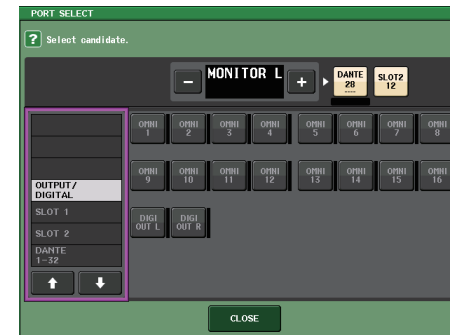 PORT SELECT
? Select candidate.
− MONITOR L + DANTE 28 ---- SLOT2 12
OMNI 1 OMNI 2 OMNI 3 OMNI 4 OMNI 5 OMNI 6 OMNI 7 OMNI 8
OMNI 9 OMNI 10 OMNI 11 OMNI 12 OMNI 13 OMNI 14 OMNI 15 OMNI 16
OUTPUT/
DIGITAL
SLOT 1
DIGI OUT L DIGI OUT R
SLOT 2
DANTE
1-32
CLOSE